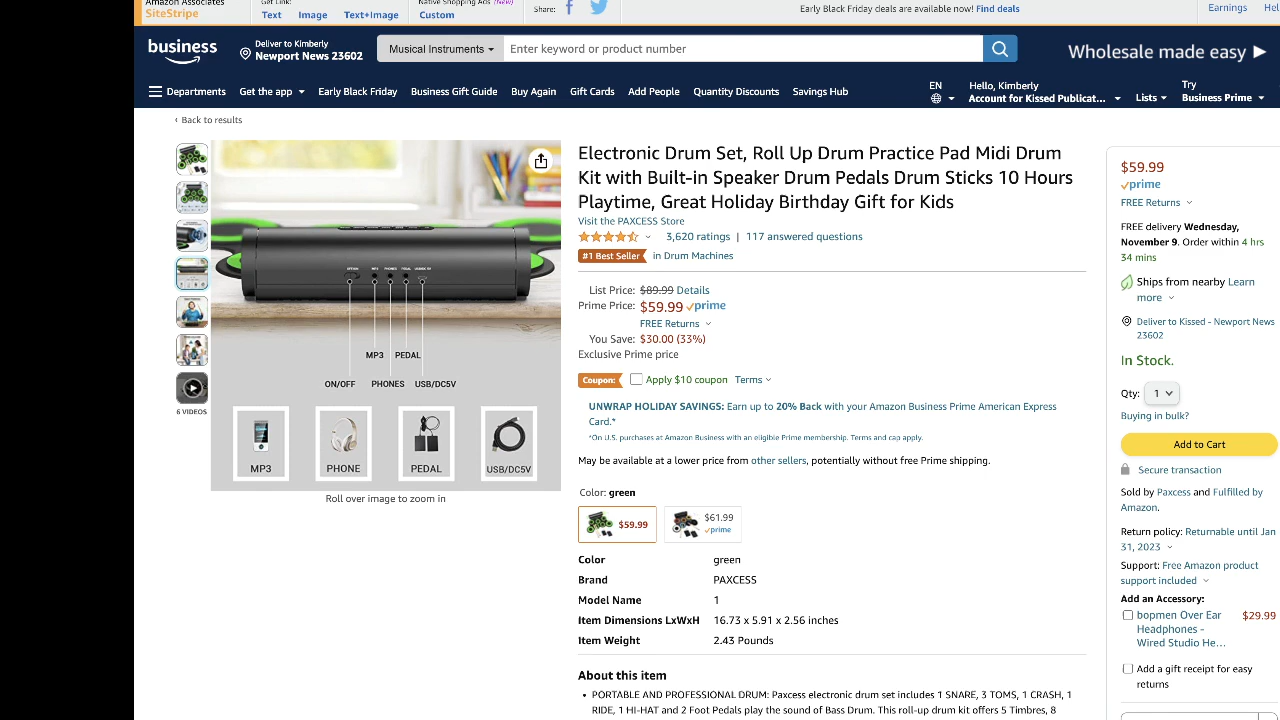 Amazon Associates
SiteStripe
Get Link:
Text Image Text+Image
Native Shopping Ads (New)
Custom
Share:
Early Black Friday deals are available now! Find deals
Earnings
business
Deliver to Kimberly
Newport News 23602
Musical Instruments
Enter keyword or product number
Wholesale made easy ▶
Departments
Get the app
Early Black Friday
Business Gift Guide
Buy Again
Gift Cards
Add People
Quantity Discounts
Savings Hub
EN
Hello, Kimberly
Account for Kissed Publicat...
Lists
Try
Business Prime
‹ Back to results
6 VIDEOS
OPTION MP3 PHONES PEDAL USB/DC 5V
MP3 PEDAL
ON/OFF PHONES USB/DC5V
MP3 PHONE PEDAL USB/DC5V
Roll over image to zoom in
Electronic Drum Set, Roll Up Drum Practice Pad Midi Drum
Kit with Built-in Speaker Drum Pedals Drum Sticks 10 Hours
Playtime, Great Holiday Birthday Gift for Kids
Visit the PAXCESS Store
3,620 ratings | 117 answered questions
#1 Best Seller in Drum Machines
List Price: $89.99 Details
Prime Price: $59.99 prime
FREE Returns
You Save: $30.00 (33%)
Exclusive Prime price
Coupon: Apply $10 coupon Terms
UNWRAP HOLIDAY SAVINGS: Earn up to 20% Back with your Amazon Business Prime American Express
Card.*
*On U.S. purchases at Amazon Business with an eligible Prime membership. Terms and cap apply.
May be available at a lower price from other sellers, potentially without free Prime shipping.
Color: green
$59.99
$61.99
prime
Color green
Brand PAXCESS
Model Name 1
Item Dimensions LxWxH 16.73 x 5.91 x 2.56 inches
Item Weight 2.43 Pounds
About this item
• PORTABLE AND PROFESSIONAL DRUM: Paxcess electronic drum set includes 1 SNARE, 3 TOMS, 1 CRASH, 1
RIDE, 1 HI-HAT and 2 Foot Pedals play the sound of Bass Drum. This roll-up drum kit offers 5 Timbres, 8
$59.99
prime
FREE Returns
FREE delivery Wednesday,
November 9. Order within 4 hrs
34 mins
Ships from nearby Learn
more
Deliver to Kissed - Newport News
23602
In Stock.
Qty: 1
Buying in bulk?
Add to Cart
Secure transaction
Sold by Paxcess and Fulfilled by
Amazon.
Return policy: Returnable until Jan
31, 2023
Support: Free Amazon product
support included
Add an Accessory:
bopmen Over Ear $29.99
Headphones -
Wired Studio He...
Add a gift receipt for easy
returns